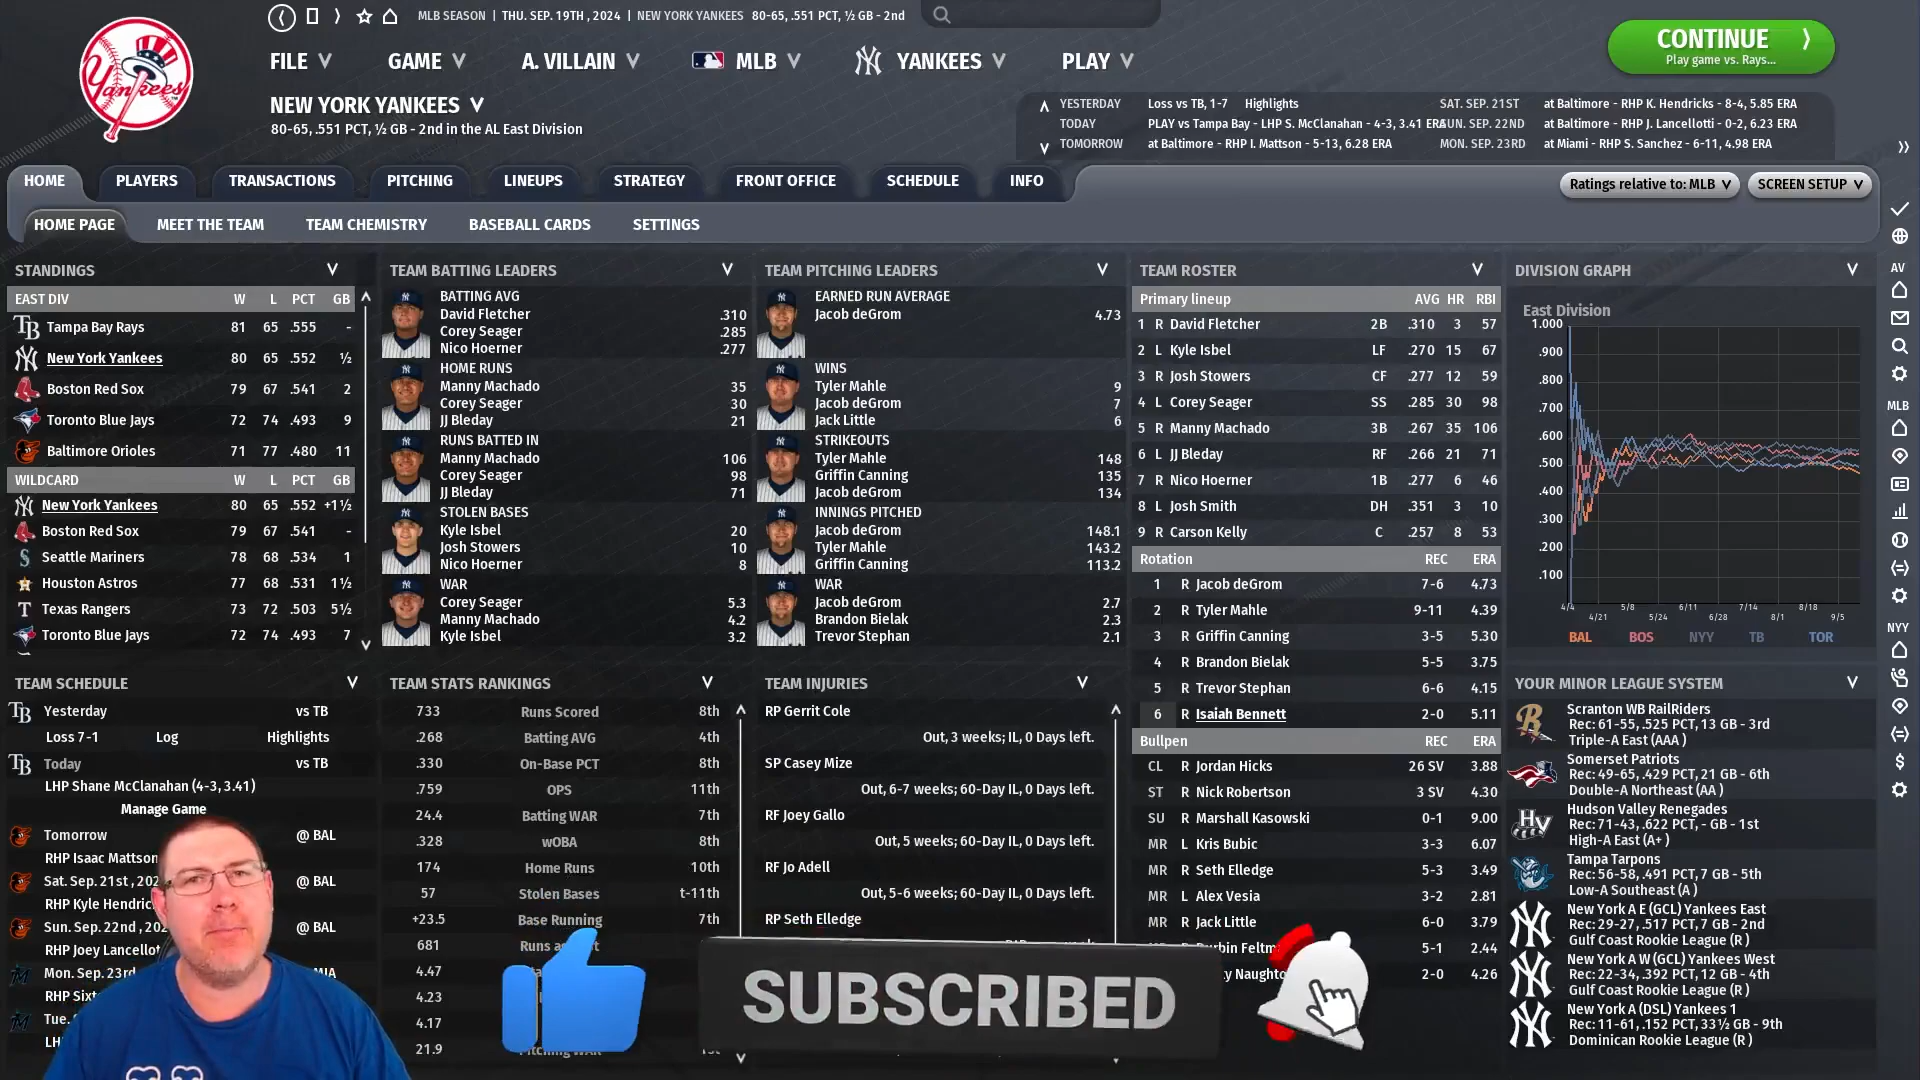 MLB SEASON | THU. SEP. 19TH , 2024 | NEW YORK YANKEES 80-65, .551 PCT, ½ GB - 2nd
FILE GAME A. VILLAIN MLB YANKEES PLAY
CONTINUE
Play game vs. Rays...
NEW YORK YANKEES
80-65, .551 PCT, ½ GB - 2nd in the AL East Division
YESTERDAY Loss vs TB, 1-7 Highlights SAT. SEP. 21ST at Baltimore - RHP K. Hendricks - 8-4, 5.85 ERA
TODAY PLAY vs Tampa Bay - LHP S. McClanahan - 4-3, 3.41 ERA SUN. SEP. 22ND at Baltimore - RHP J. Lancellotti - 0-2, 6.23 ERA
TOMORROW at Baltimore - RHP I. Mattson - 5-13, 6.28 ERA MON. SEP. 23RD at Miami - RHP S. Sanchez - 6-11, 4.98 ERA
HOME PLAYERS TRANSACTIONS PITCHING LINEUPS STRATEGY FRONT OFFICE SCHEDULE INFO
Ratings relative to: MLB SCREEN SETUP
HOME PAGE MEET THE TEAM TEAM CHEMISTRY BASEBALL CARDS SETTINGS
STANDINGS
EAST DIV W L PCT GB
Tampa Bay Rays 81 65 .555 -
New York Yankees 80 65 .552 ½
Boston Red Sox 79 67 .541 2
Toronto Blue Jays 72 74 .493 9
Baltimore Orioles 71 77 .480 11
WILDCARD W L PCT GB
New York Yankees 80 65 .552 +1½
Boston Red Sox 79 67 .541 -
Seattle Mariners 78 68 .534 1
Houston Astros 77 68 .531 1½
Texas Rangers 73 72 .503 5½
Toronto Blue Jays 72 74 .493 7
TEAM BATTING LEADERS
BATTING AVG
David Fletcher .310
Corey Seager .285
Nico Hoerner .277
HOME RUNS
Manny Machado 35
Corey Seager 30
JJ Bleday 21
RUNS BATTED IN
Manny Machado 106
Corey Seager 98
JJ Bleday 71
STOLEN BASES
Kyle Isbel 20
Josh Stowers 10
Nico Hoerner 8
WAR
Corey Seager 5.3
Manny Machado 4.2
Kyle Isbel 3.2
TEAM PITCHING LEADERS
EARNED RUN AVERAGE
Jacob deGrom 4.73
WINS
Tyler Mahle 9
Jacob deGrom 7
Jack Little 6
STRIKEOUTS
Tyler Mahle 148
Griffin Canning 135
Jacob deGrom 134
INNINGS PITCHED
Jacob deGrom 148.1
Tyler Mahle 143.2
Griffin Canning 113.2
WAR
Jacob deGrom 2.7
Brandon Bielak 2.3
Trevor Stephan 2.1
TEAM ROSTER
Primary lineup AVG HR RBI
1 R David Fletcher 2B .310 3 57
2 L Kyle Isbel LF .270 15 67
3 R Josh Stowers CF .277 12 59
4 L Corey Seager SS .285 30 98
5 R Manny Machado 3B .267 35 106
6 L JJ Bleday RF .266 21 71
7 R Nico Hoerner 1B .277 6 46
8 L Josh Smith DH .351 3 10
9 R Carson Kelly C .257 8 53
Rotation REC ERA
1 R Jacob deGrom 7-6 4.73
2 R Tyler Mahle 9-11 4.39
3 R Griffin Canning 3-5 5.30
4 R Brandon Bielak 5-5 3.75
5 R Trevor Stephan 6-6 4.15
6 R Isaiah Bennett 2-0 5.11
Bullpen REC ERA
CL R Jordan Hicks 26 SV 3.88
ST R Nick Robertson 3 SV 4.30
SU R Marshall Kasowski 0-1 9.00
MR L Kris Bubic 3-3 6.07
MR R Seth Elledge 5-3 3.49
MR L Alex Vesia 3-2 2.81
MR R Jack Little 6-0 3.79
Durbin Feltm 5-1 2.44
Naughto 2-0 4.26
DIVISION GRAPH
East Division
1.000
.900
.800
.700
.600
.500
.400
.300
.200
.100
4/4 5/8 6/11 7/14 8/18
4/21 5/24 6/28 8/1 9/5
BAL BOS NYY TB TOR
AV
MLB
NYY
TEAM SCHEDULE
Yesterday vs TB
Loss 7-1 Log Highlights
Today vs TB
LHP Shane McClanahan (4-3, 3.41)
Manage Game
Tomorrow @ BAL
RHP Isaac Mattson
Sat. Sep. 21st , 202 @ BAL
RHP Kyle Hendric
Sun. Sep. 22nd , 202 @ BAL
RHP Joey Lancellot
Mon. Sep. 23rd MIA
RHP Sixt
Tue.
LH
TEAM STATS RANKINGS
733 Runs Scored 8th
.268 Batting AVG 4th
.330 On-Base PCT 8th
.759 OPS 11th
24.4 Batting WAR 7th
.328 wOBA 8th
174 Home Runs 10th
57 Stolen Bases t-11th
+23.5 Base Running 7th
681 Runs a
4.47
4.23
4.17
21.9 Pitching WAR 1st
TEAM INJURIES
RP Gerrit Cole
Out, 3 weeks; IL, 0 Days left.
SP Casey Mize
Out, 6-7 weeks; 60-Day IL, 0 Days left.
RF Joey Gallo
Out, 5 weeks; 60-Day IL, 0 Days left.
RF Jo Adell
Out, 5-6 weeks; 60-Day IL, 0 Days left.
RP Seth Elledge
YOUR MINOR LEAGUE SYSTEM
Scranton WB RailRiders
Rec: 61-55, .525 PCT, 13 GB - 3rd
Triple-A East (AAA )
Somerset Patriots
Rec: 49-65, .429 PCT, 21 GB - 6th
Double-A Northeast (AA )
Hudson Valley Renegades
Rec: 71-43, .622 PCT, - GB - 1st
High-A East (A+ )
Tampa Tarpons
Rec: 56-58, .491 PCT, 7 GB - 5th
Low-A Southeast (A )
New York A E (GCL) Yankees East
Rec: 29-27, .517 PCT, 7 GB - 2nd
Gulf Coast Rookie League (R )
New York A W (GCL) Yankees West
Rec: 22-34, .392 PCT, 12 GB - 4th
Gulf Coast Rookie League (R )
New York A (DSL) Yankees 1
Rec: 11-61, .152 PCT, 33½ GB - 9th
Dominican Rookie League (R )
SUBSCRIBED